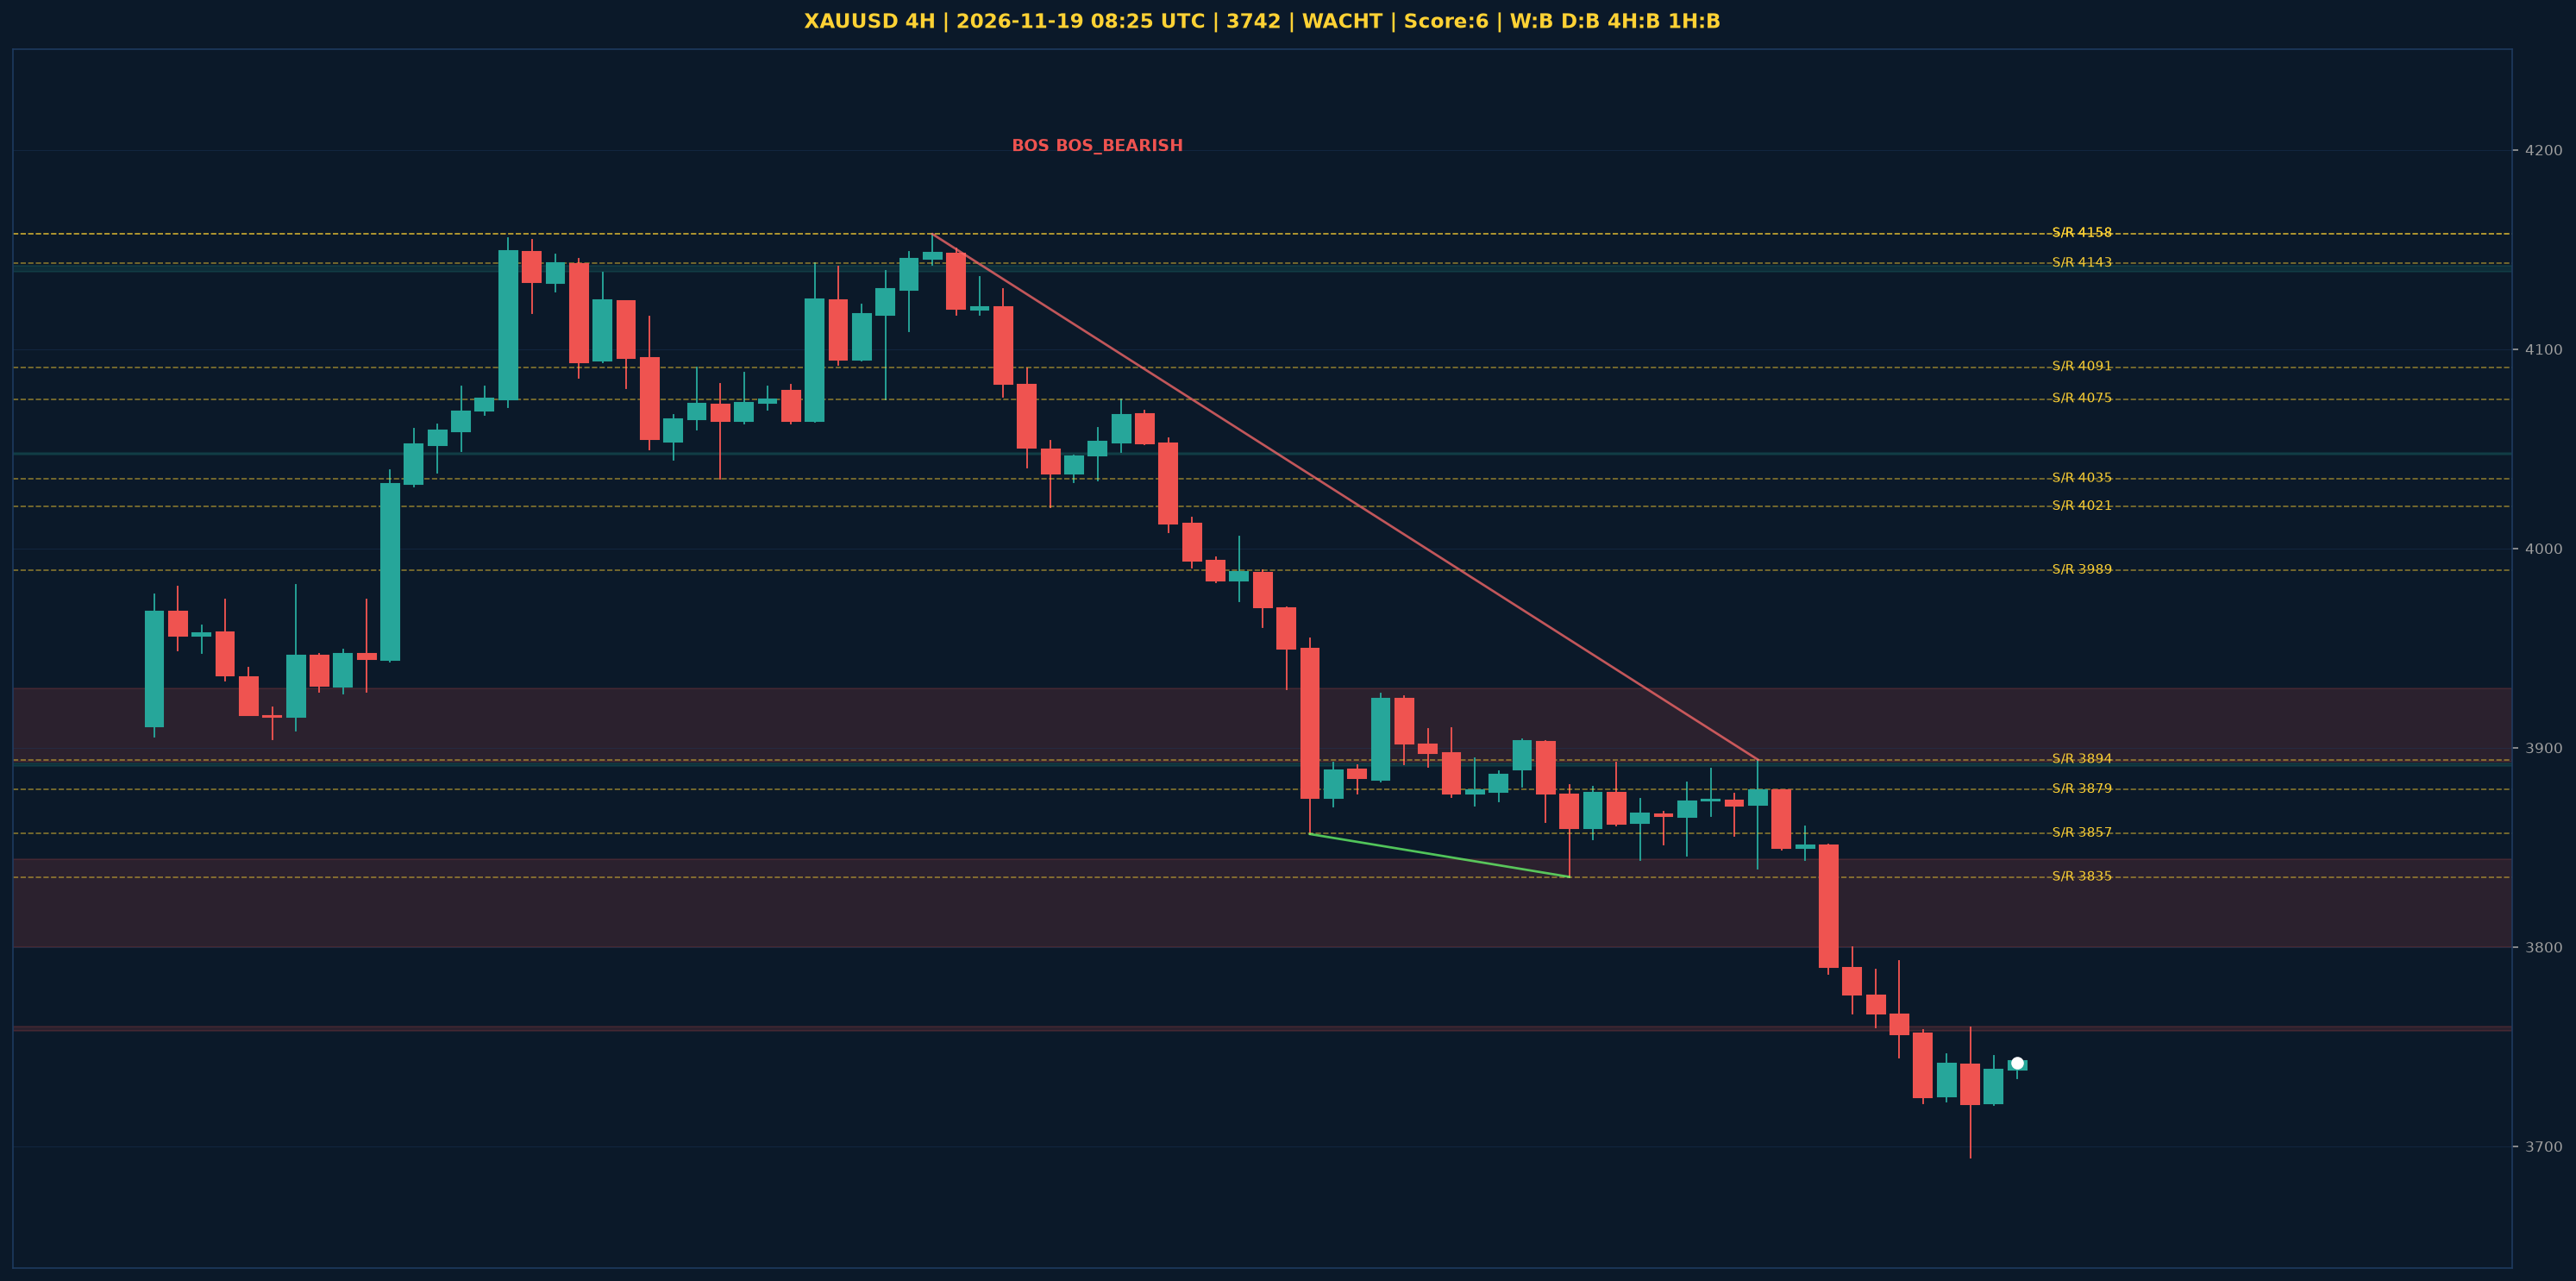 XAUUSD 4H | 2026-11-19 08:25 UTC | 3742 | WACHT | Score:6 | W:B D:B 4H:B 1H:B
BOS BOS_BEARISH
4200
S/R 4158
S/R 4143
4100
S/R 4091
S/R 4075
S/R 4035
S/R 4021
4000
S/R 3989
3900
S/R 3894
S/R 3879
S/R 3857
S/R 3835
3800
3700